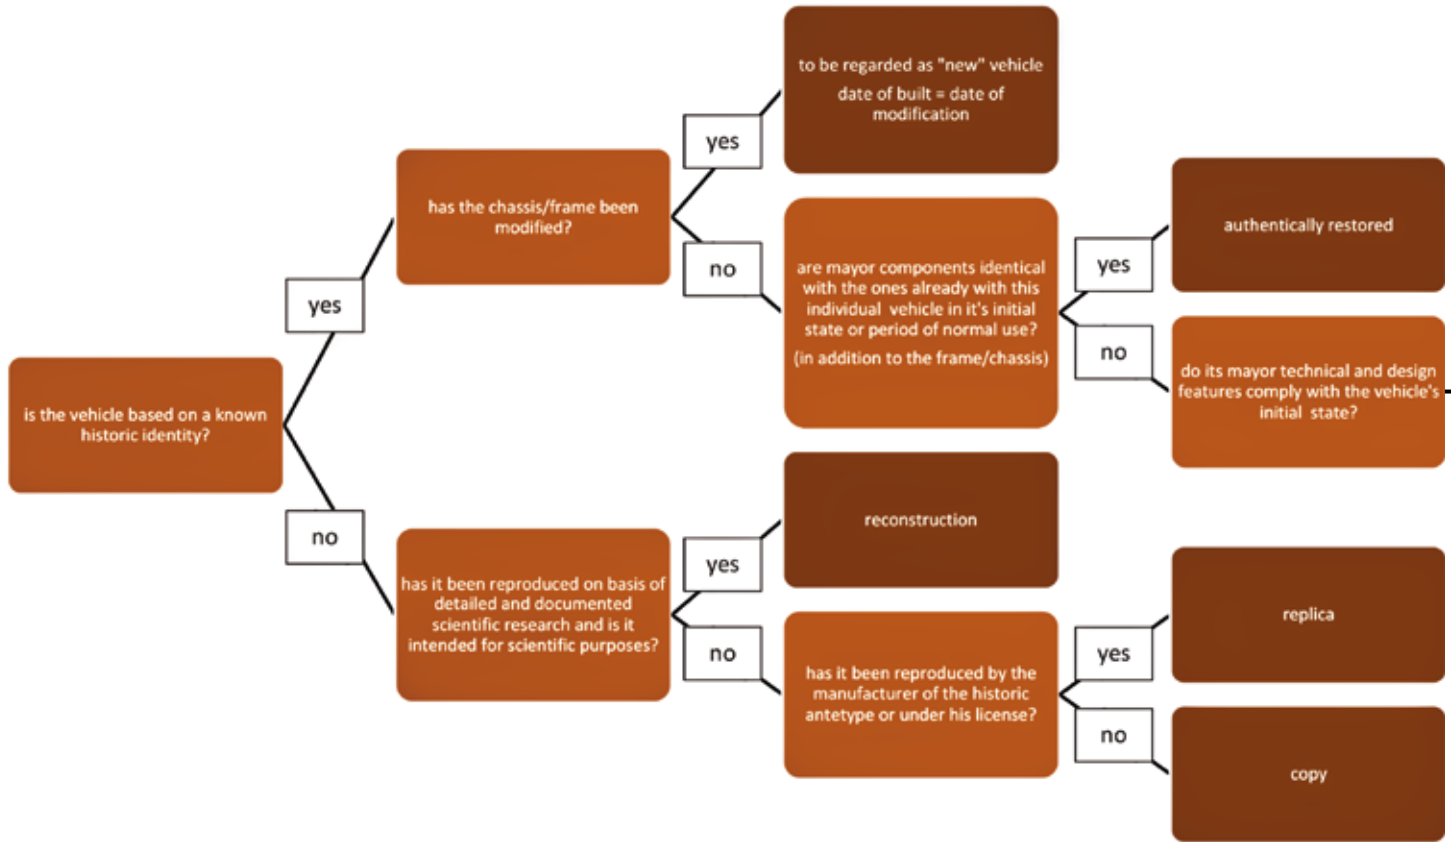 is the vehicle based on a known
historic identity?
yes
no
has the chassis/frame been
modified?
has it been reproduced on basis of
detailed and documented
scientific research and is it
intended for scientific purposes?
yes
no
yes
no
to be regarded as "new" vehicle
date of built = date of
modification
are mayor components identical
with the ones already with this
individual vehicle in it's initial
state or period of normal use?
(in addition to the frame/chassis)
reconstruction
has it been reproduced by the
manufacturer of the historic
antetype or under his license?
yes
no
yes
no
authentically restored
do its mayor technical and design
features comply with the vehicle's
initial state?
replica
copy